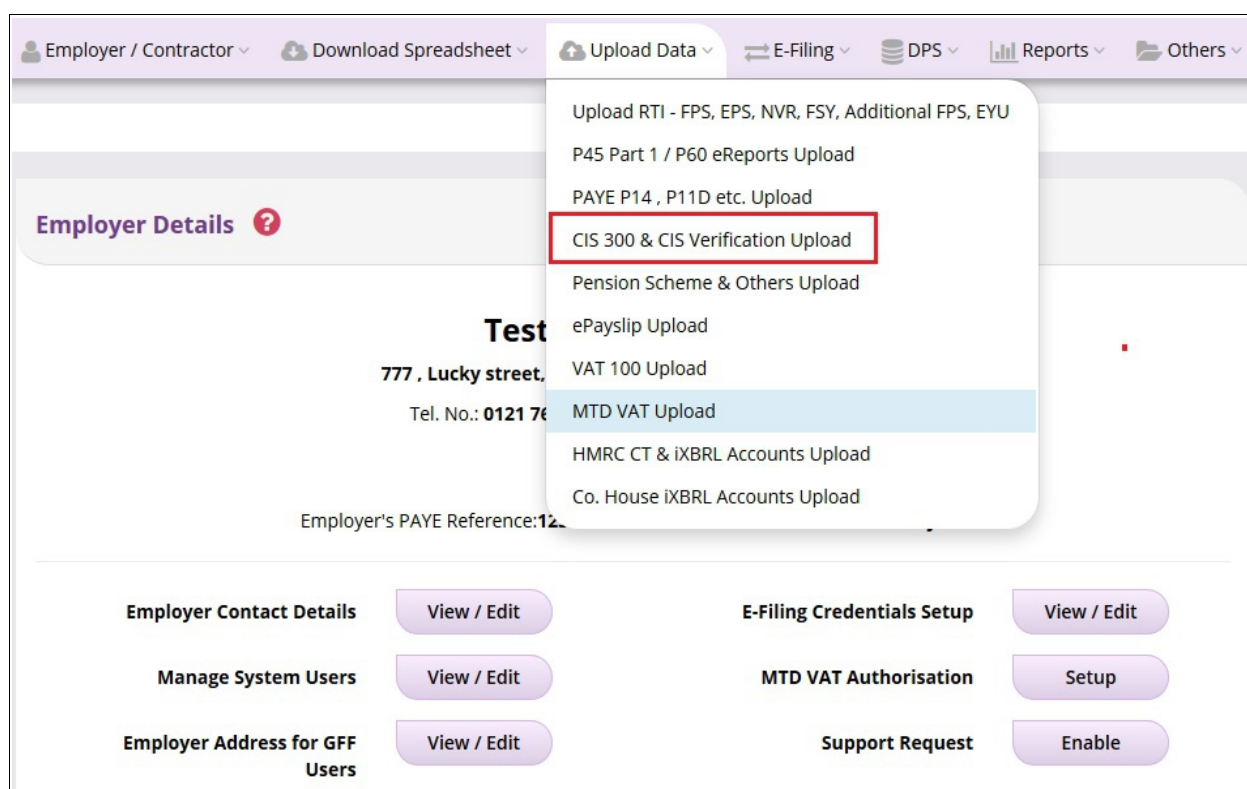 Employer / Contractor Download Spreadsheet Upload Data E-Filing DPS Reports Others
Upload RTI - FPS, EPS, NVR, FSY, Additional FPS, EYU
P45 Part 1 / P60 eReports Upload
PAYE P14 , P11D etc. Upload
CIS 300 & CIS Verification Upload
Pension Scheme & Others Upload
ePayslip Upload
VAT 100 Upload
MTD VAT Upload
HMRC CT & iXBRL Accounts Upload
Co. House iXBRL Accounts Upload
Employer Details ?
Test
777 , Lucky street,
Tel. No.: 0121
Employer's PAYE Reference:
Employer Contact Details View / Edit E-Filing Credentials Setup View / Edit
Manage System Users View / Edit MTD VAT Authorisation Setup
Employer Address for GFF View / Edit Support Request Enable
Users